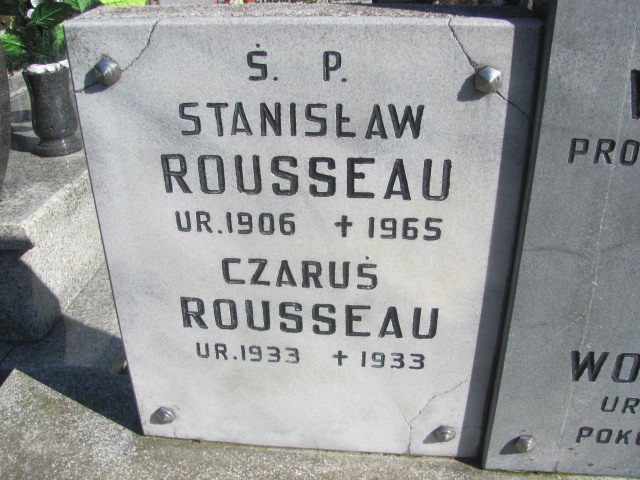 Ś. P.
STANISŁAW
ROUSSEAU
UR. 1906 ✝ 1965
CZARUŚ
ROUSSEAU
UR. 1933 ✝ 1933
PRO
WO
UR
POK